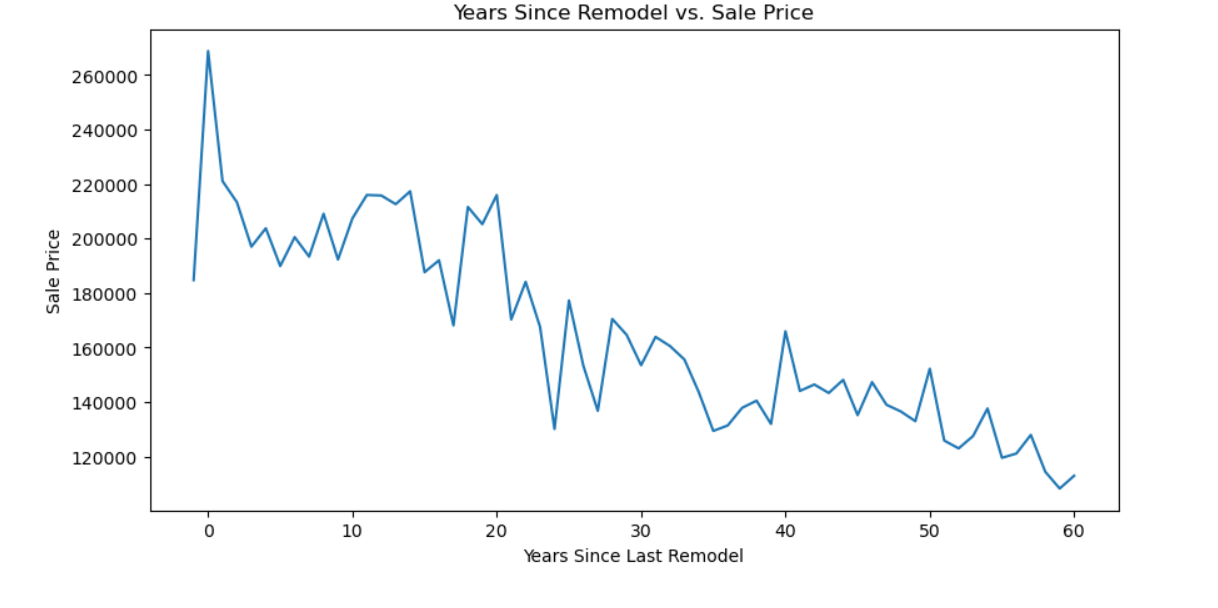 Years Since Remodel vs. Sale Price
260000
240000
220000
200000
180000
160000
140000
120000
Sale Price
0 10 20 30 40 50 60
Years Since Last Remodel